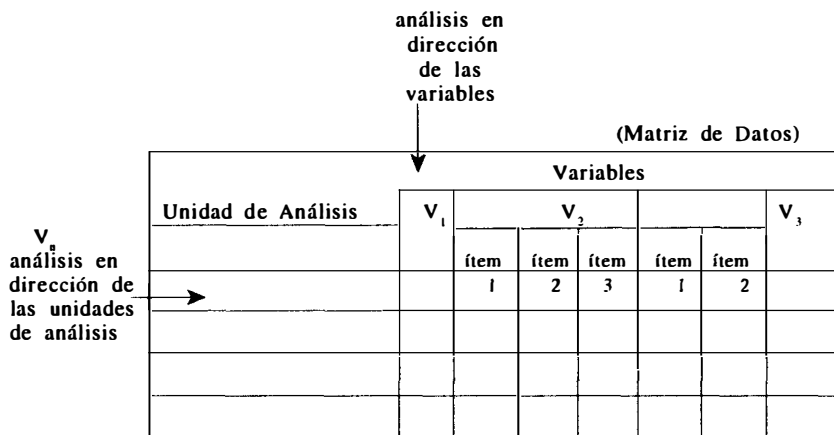 análisis en
dirección
de las
variables
(Matriz de Datos)
Variables
Unidad de Análisis V₁ V₂ V₃
ítem ítem ítem ítem ítem
1 2 3 1 2
Vₙ
análisis en
dirección de
las unidades
de análisis